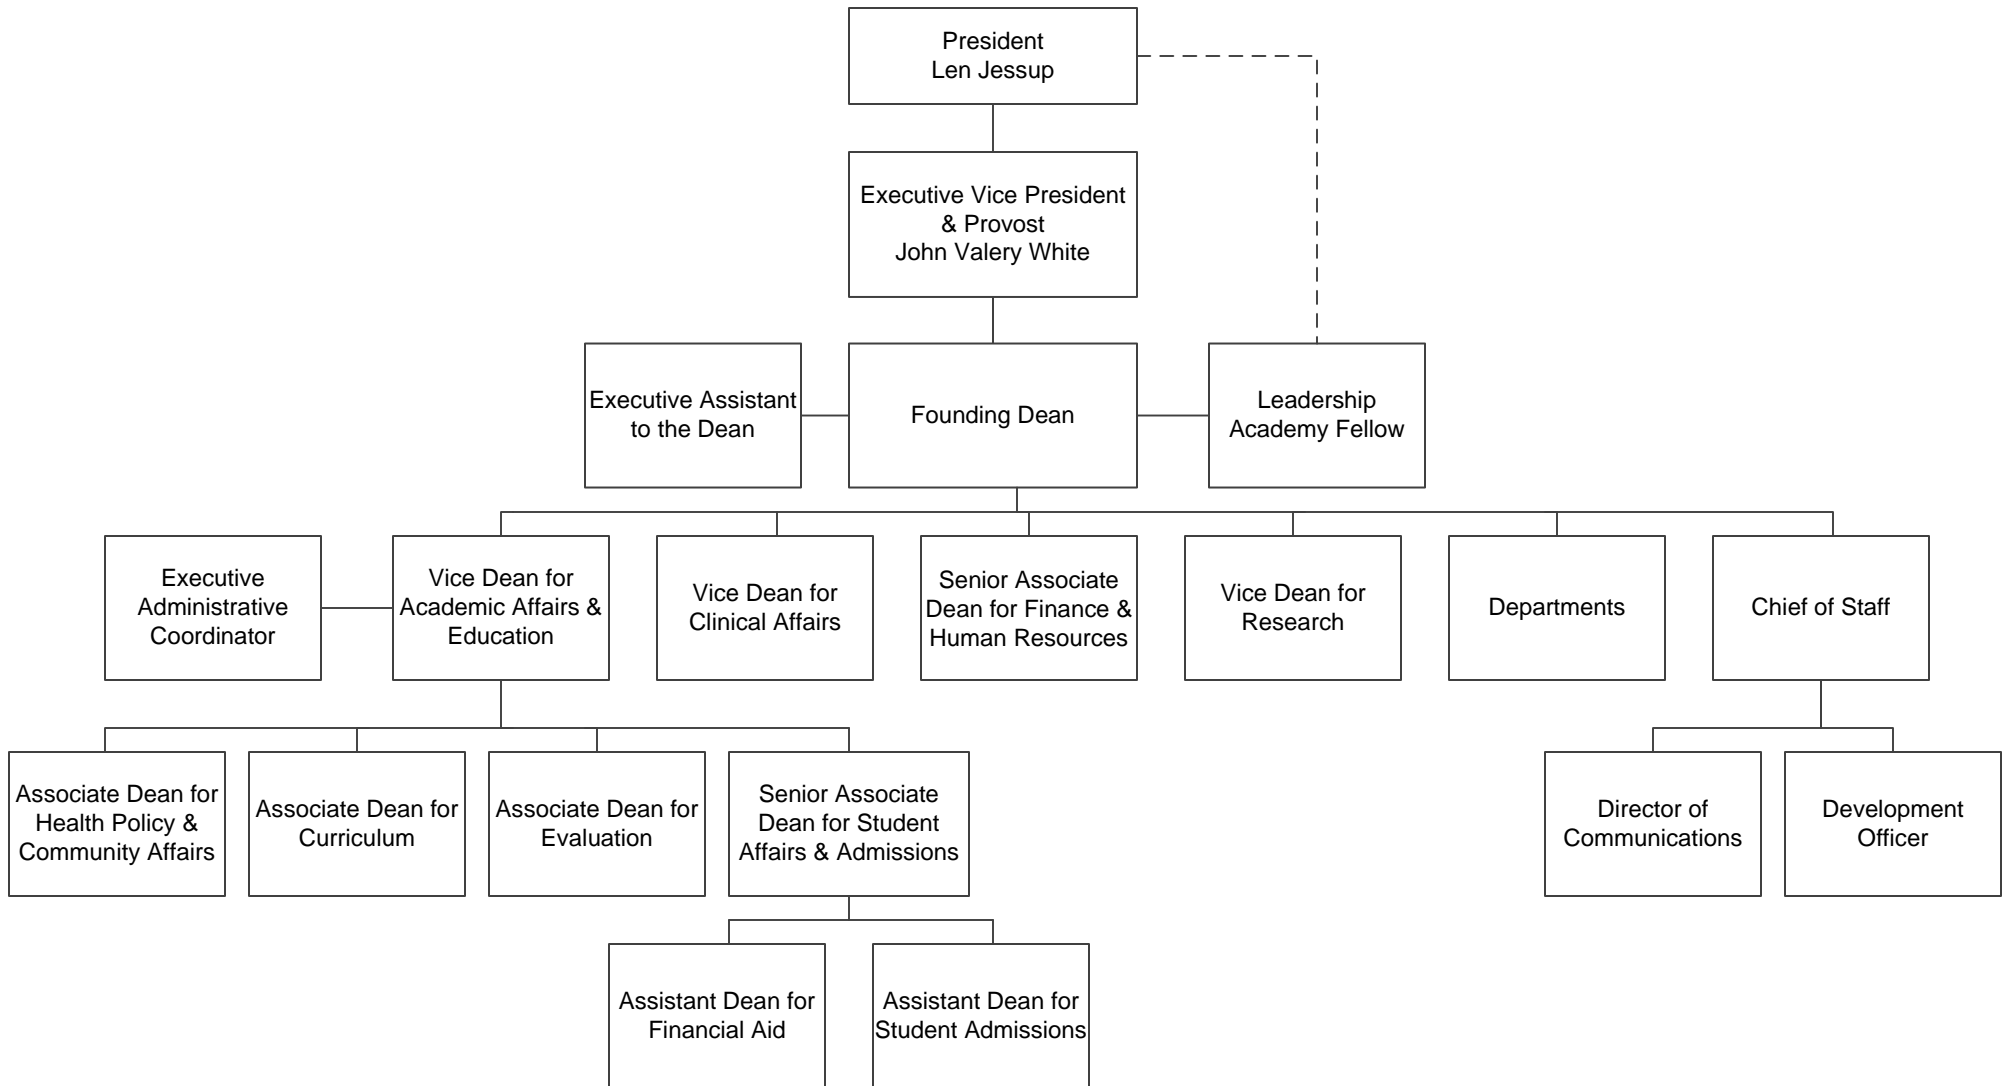 President
Len Jessup
Executive Vice President
& Provost
John Valery White
Executive Assistant
to the Dean
Founding Dean
Leadership
Academy Fellow
Executive
Administrative
Coordinator
Vice Dean for
Academic Affairs &
Education
Vice Dean for
Clinical Affairs
Senior Associate
Dean for Finance &
Human Resources
Vice Dean for
Research
Departments
Chief of Staff
Associate Dean for
Health Policy &
Community Affairs
Associate Dean for
Curriculum
Associate Dean for
Evaluation
Senior Associate
Dean for Student
Affairs & Admissions
Director of
Communications
Development
Officer
Assistant Dean for
Financial Aid
Assistant Dean for
Student Admissions